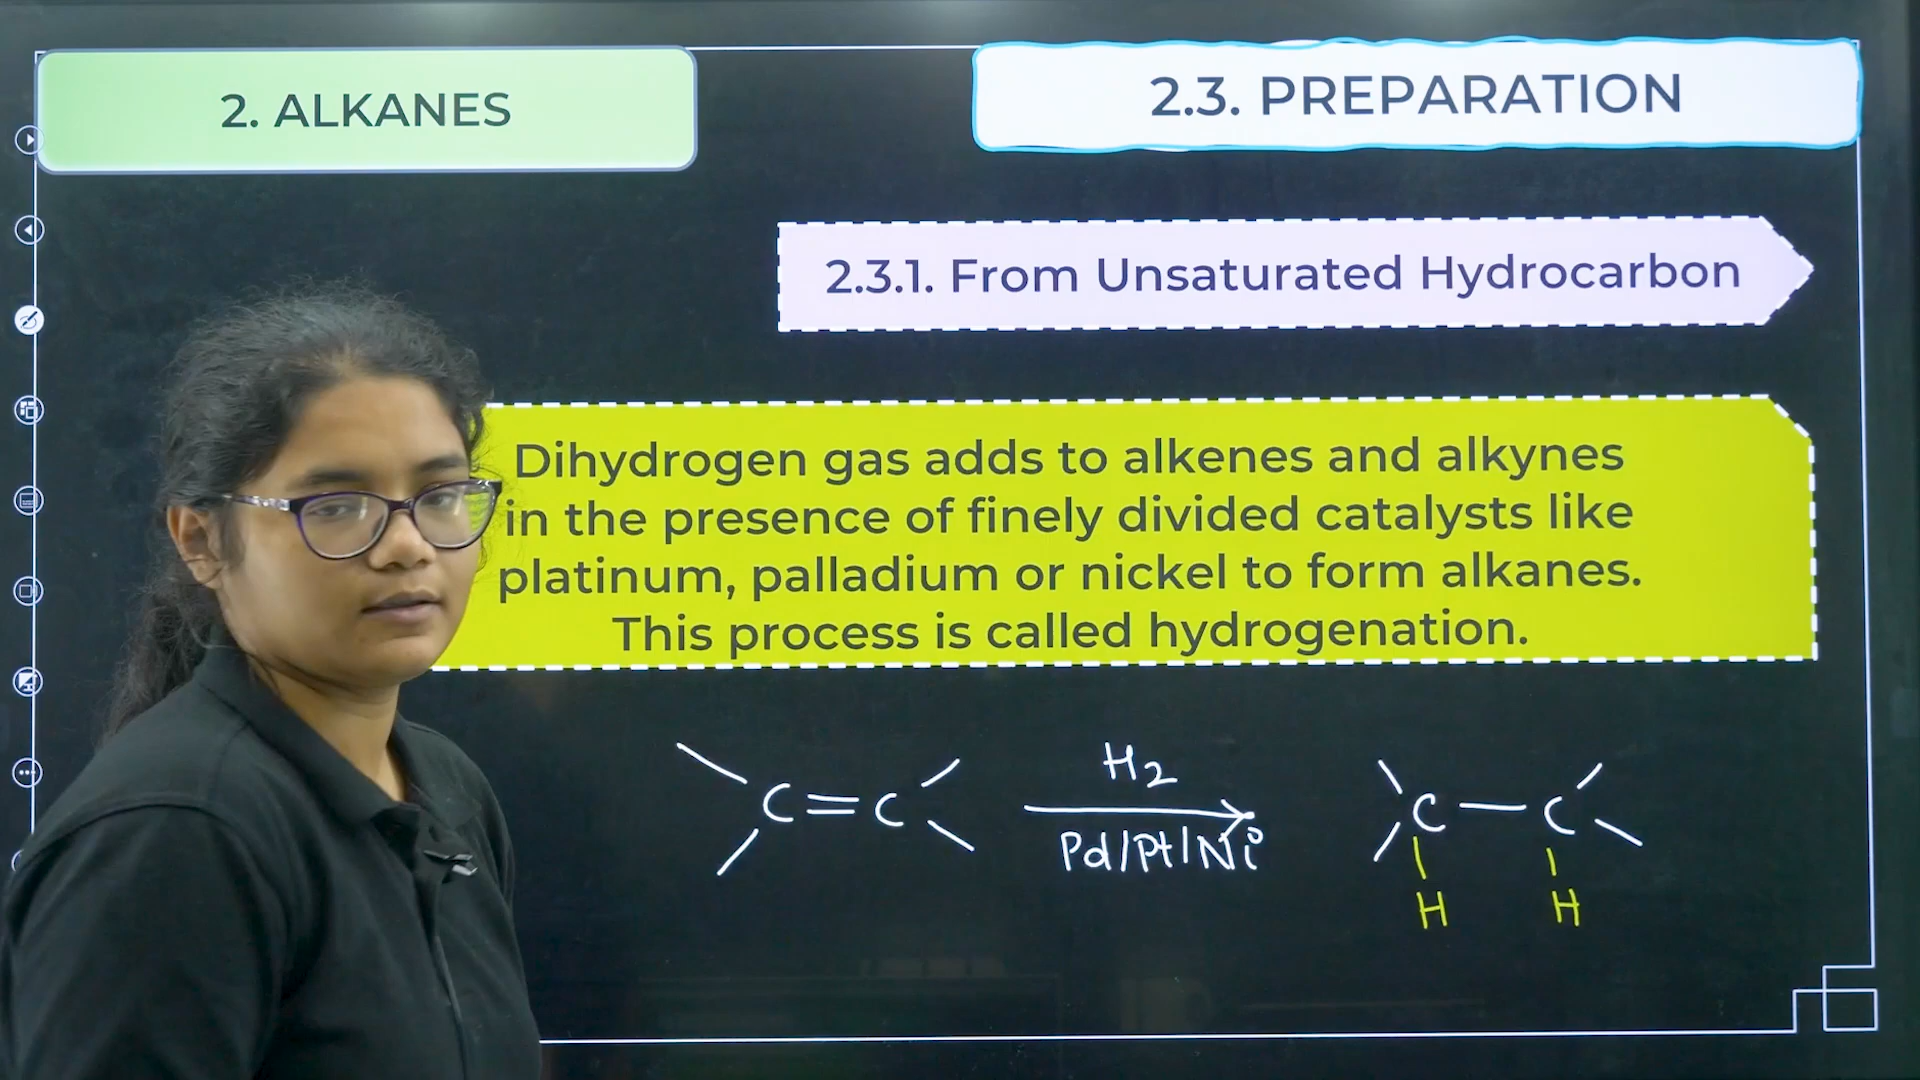 2. ALKANES
2.3. PREPARATION
2.3.1. From Unsaturated Hydrocarbon
Dihydrogen gas adds to alkenes and alkynes
in the presence of finely divided catalysts like
platinum, palladium or nickel to form alkanes.
This process is called hydrogenation.
C=C
H2
Pd/Pt/Ni
C—C
H H